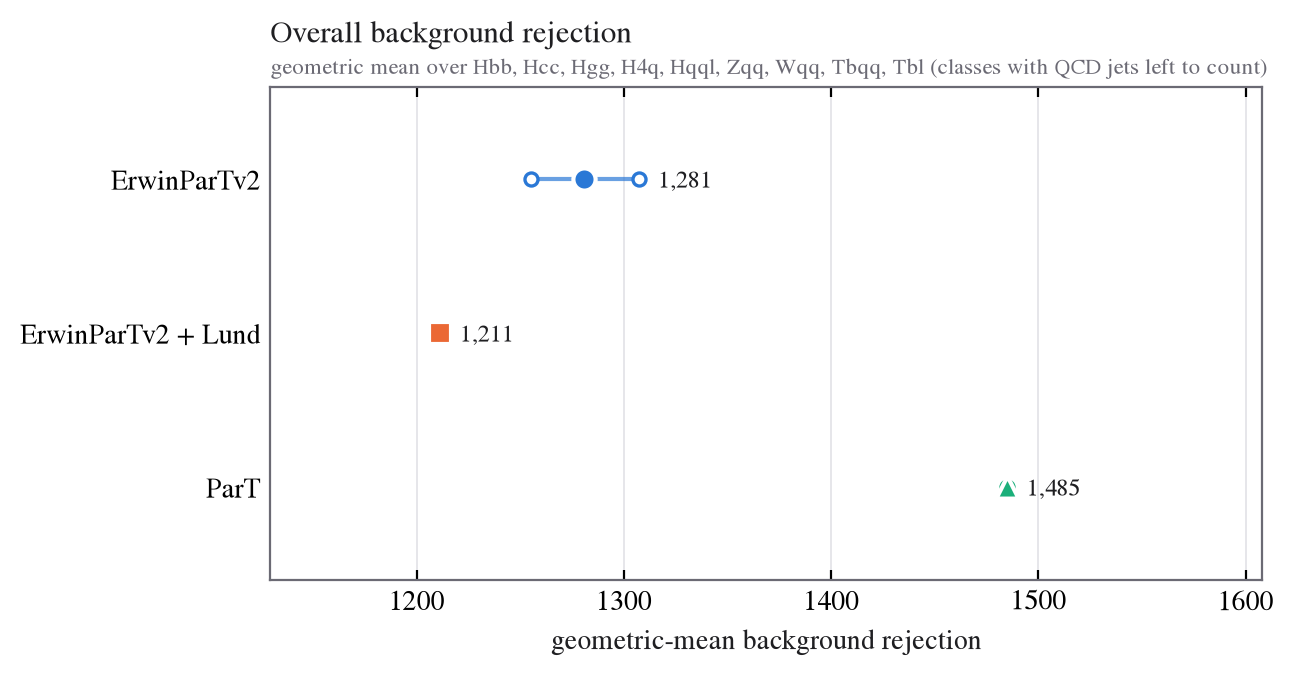 Overall background rejection
geometric mean over Hbb, Hcc, Hgg, H4q, Hqql, Zqq, Wqq, Tbqq, Tbl (classes with QCD jets left to count)
ErwinParTv2
1,281
ErwinParTv2 + Lund
1,211
ParT
1,485
1200 1300 1400 1500 1600
geometric-mean background rejection